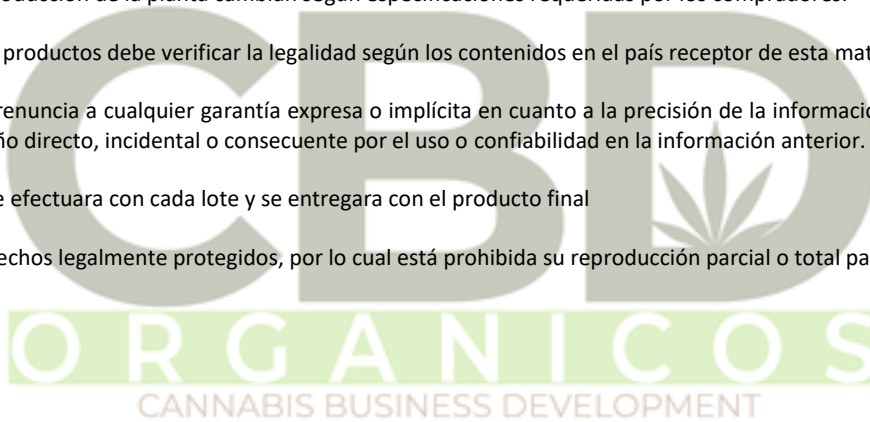 producción de la planta cambian según especificaciones requeridas por los compradores.
productos debe verificar la legalidad según los contenidos en el país receptor de esta mat
renuncia a cualquier garantía expresa o implícita en cuanto a la precisión de la informació
ño directo, incidental o consecuente por el uso o confiabilidad en la información anterior.
e efectuara con cada lote y se entregara con el producto final
echos legalmente protegidos, por lo cual está prohibida su reproducción parcial o total pa
CBD
ORGANICOS
CANNABIS BUSINESS DEVELOPMENT